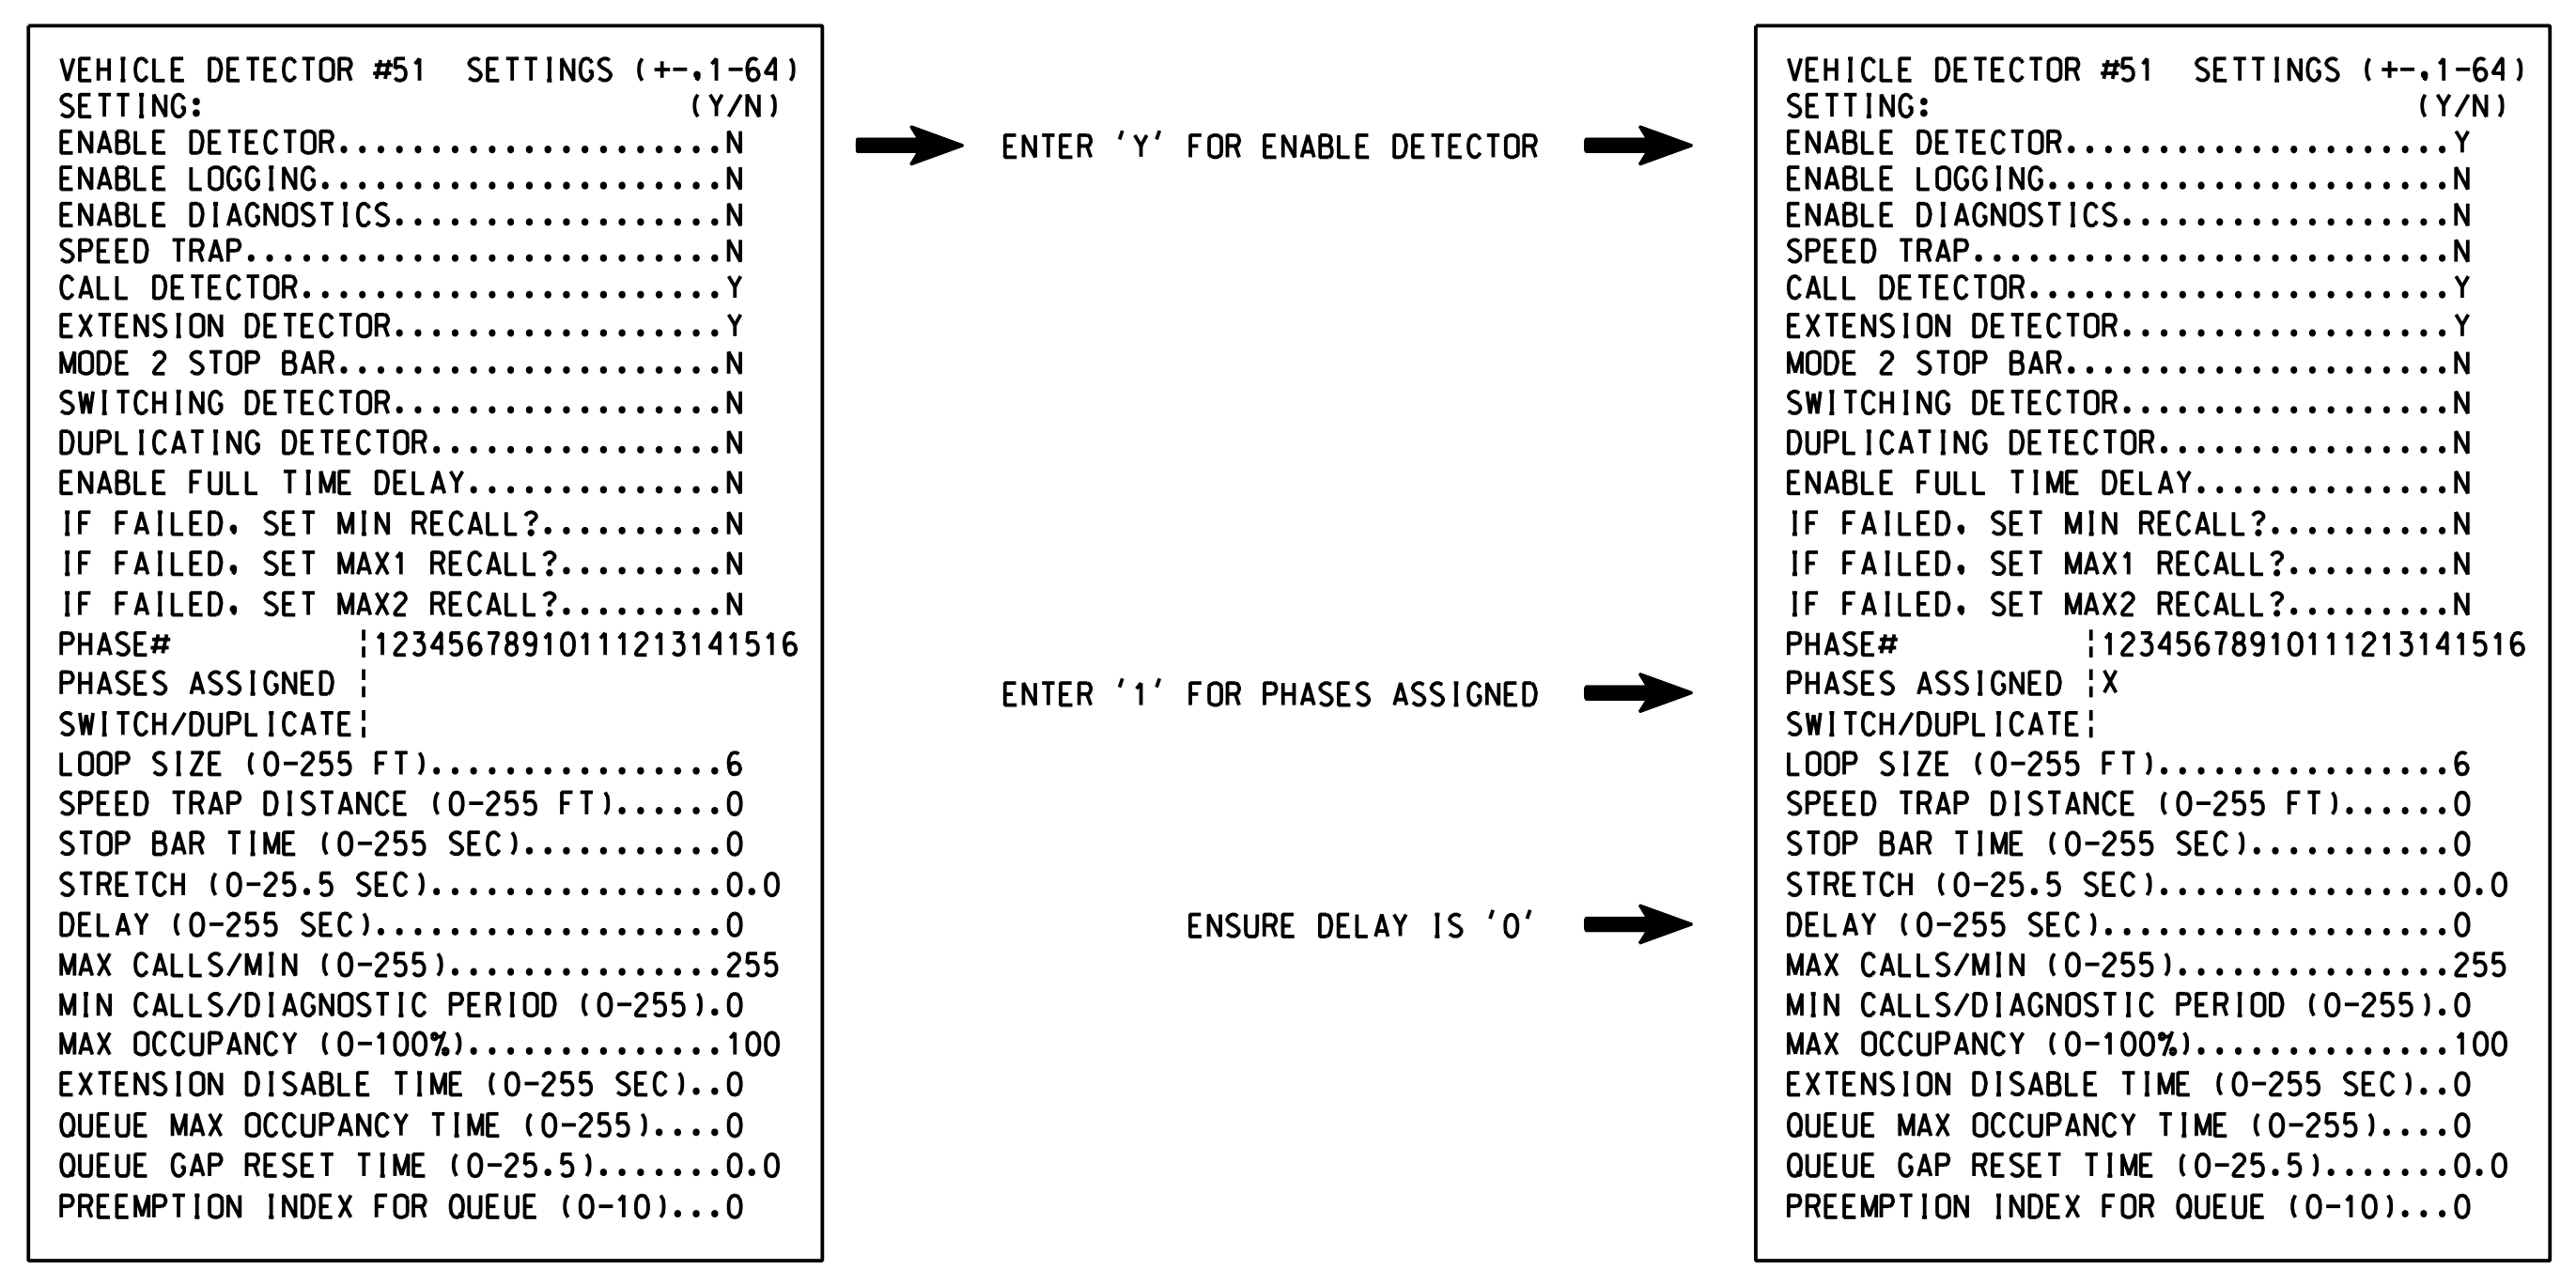 VEHICLE DETECTOR #51  SETTINGS (+-,1-64)
SETTING:                          (Y/N)
ENABLE DETECTOR.....................N
ENABLE LOGGING......................N
ENABLE DIAGNOSTICS..................N
SPEED TRAP..........................N
CALL DETECTOR.......................Y
EXTENSION DETECTOR..................Y
MODE 2 STOP BAR.....................N
SWITCHING DETECTOR..................N
DUPLICATING DETECTOR................N
ENABLE FULL TIME DELAY..............N
IF FAILED, SET MIN RECALL?..........N
IF FAILED, SET MAX1 RECALL?.........N
IF FAILED, SET MAX2 RECALL?.........N
PHASE#          ¦12345678910111213141516
PHASES ASSIGNED ¦
SWITCH/DUPLICATE¦
LOOP SIZE (0-255 FT)................6
SPEED TRAP DISTANCE (0-255 FT)......0
STOP BAR TIME (0-255 SEC)...........0
STRETCH (0-25.5 SEC)................0.0
DELAY (0-255 SEC)...................0
MAX CALLS/MIN (0-255)...............255
MIN CALLS/DIAGNOSTIC PERIOD (0-255).0
MAX OCCUPANCY (0-100%)..............100
EXTENSION DISABLE TIME (0-255 SEC)..0
QUEUE MAX OCCUPANCY TIME (0-255)....0
QUEUE GAP RESET TIME (0-25.5).......0.0
PREEMPTION INDEX FOR QUEUE (0-10)...0
ENTER 'Y' FOR ENABLE DETECTOR
ENTER '1' FOR PHASES ASSIGNED
ENSURE DELAY IS '0'
VEHICLE DETECTOR #51  SETTINGS (+-,1-64)
SETTING:                          (Y/N)
ENABLE DETECTOR.....................Y
ENABLE LOGGING......................N
ENABLE DIAGNOSTICS..................N
SPEED TRAP..........................N
CALL DETECTOR.......................Y
EXTENSION DETECTOR..................Y
MODE 2 STOP BAR.....................N
SWITCHING DETECTOR..................N
DUPLICATING DETECTOR................N
ENABLE FULL TIME DELAY..............N
IF FAILED, SET MIN RECALL?..........N
IF FAILED, SET MAX1 RECALL?.........N
IF FAILED, SET MAX2 RECALL?.........N
PHASE#          ¦12345678910111213141516
PHASES ASSIGNED ¦X
SWITCH/DUPLICATE¦
LOOP SIZE (0-255 FT)................6
SPEED TRAP DISTANCE (0-255 FT)......0
STOP BAR TIME (0-255 SEC)...........0
STRETCH (0-25.5 SEC)................0.0
DELAY (0-255 SEC)...................0
MAX CALLS/MIN (0-255)...............255
MIN CALLS/DIAGNOSTIC PERIOD (0-255).0
MAX OCCUPANCY (0-100%)..............100
EXTENSION DISABLE TIME (0-255 SEC)..0
QUEUE MAX OCCUPANCY TIME (0-255)....0
QUEUE GAP RESET TIME (0-25.5).......0.0
PREEMPTION INDEX FOR QUEUE (0-10)...0